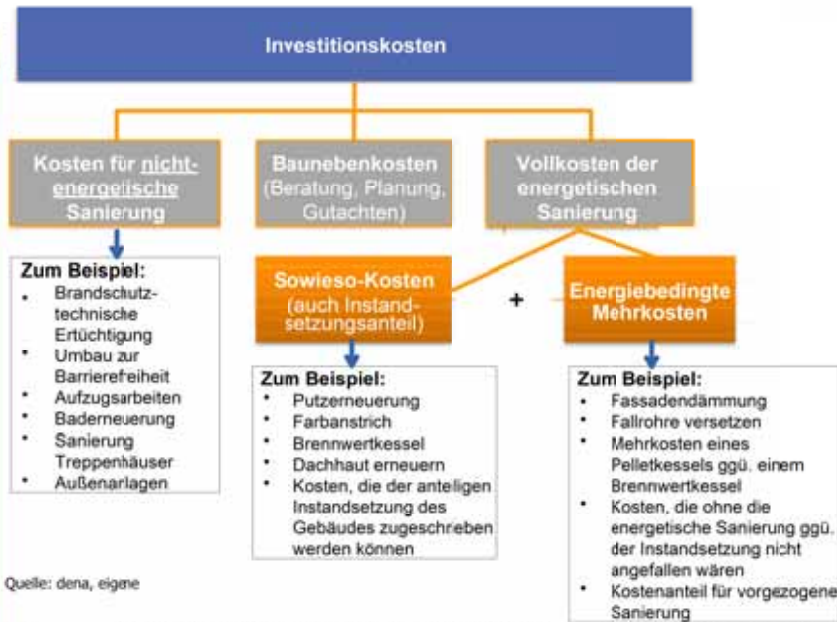 Investitionskosten
Kosten für nicht-
energetische
Sanierung
Baunebenkosten
(Beratung, Planung,
Gutachten)
Vollkosten der
energetischen
Sanierung
Zum Beispiel:
• Brandschutz-
technische
Ertüchtigung
• Umbau zur
Barrierefreiheit
• Aufzugsarbeiten
• Baderneuerung
• Sanierung
Treppenhäuser
• Außenarlagen
Sowieso-Kosten
(auch Instand-
setzungsanteil)
+
Energiebedingte
Mehrkosten
Zum Beispiel:
• Putzerneuerung
• Farbanstrich
• Brennwertkessel
• Dachhaut erneuern
• Kosten, die der anteiligen
Instandsetzung des
Gebäudes zugeschrieben
werden können
Zum Beispiel:
• Fassadendämmung
• Fallrohre versetzen
• Mehrkosten eines
Pelletkessels ggü. einem
Brennwertkessel
• Kosten, die ohne die
energetische Sanierung ggü.
der Instandsetzung nicht
angefallen wären
• Kostenanteil für vorgezogene
Sanierung
Quelle: dena, eigene